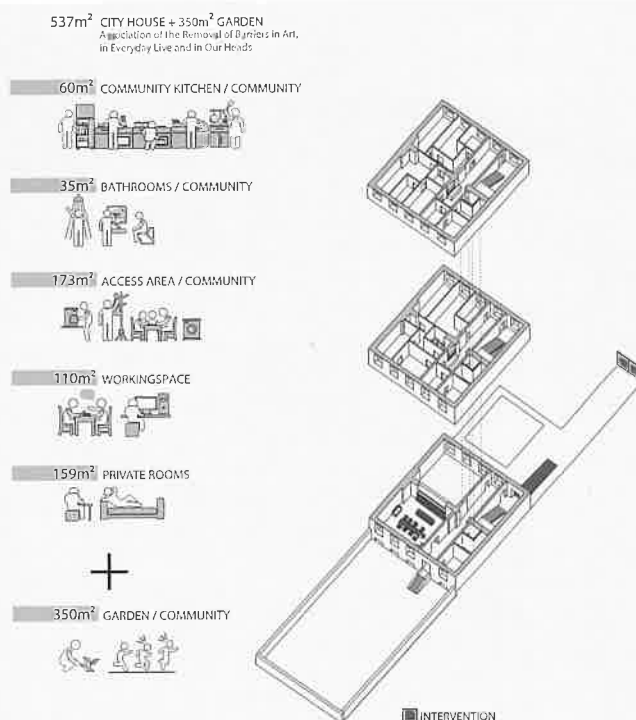 537m² CITY HOUSE + 350m² GARDEN
Association of the Removal of Barriers in Art,
in Everyday Live and in Our Heads
60m² COMMUNITY KITCHEN / COMMUNITY
35m² BATHROOMS / COMMUNITY
173m² ACCESS AREA / COMMUNITY
110m² WORKINGSPACE
159m² PRIVATE ROOMS
+
350m² GARDEN / COMMUNITY
INTERVENTION